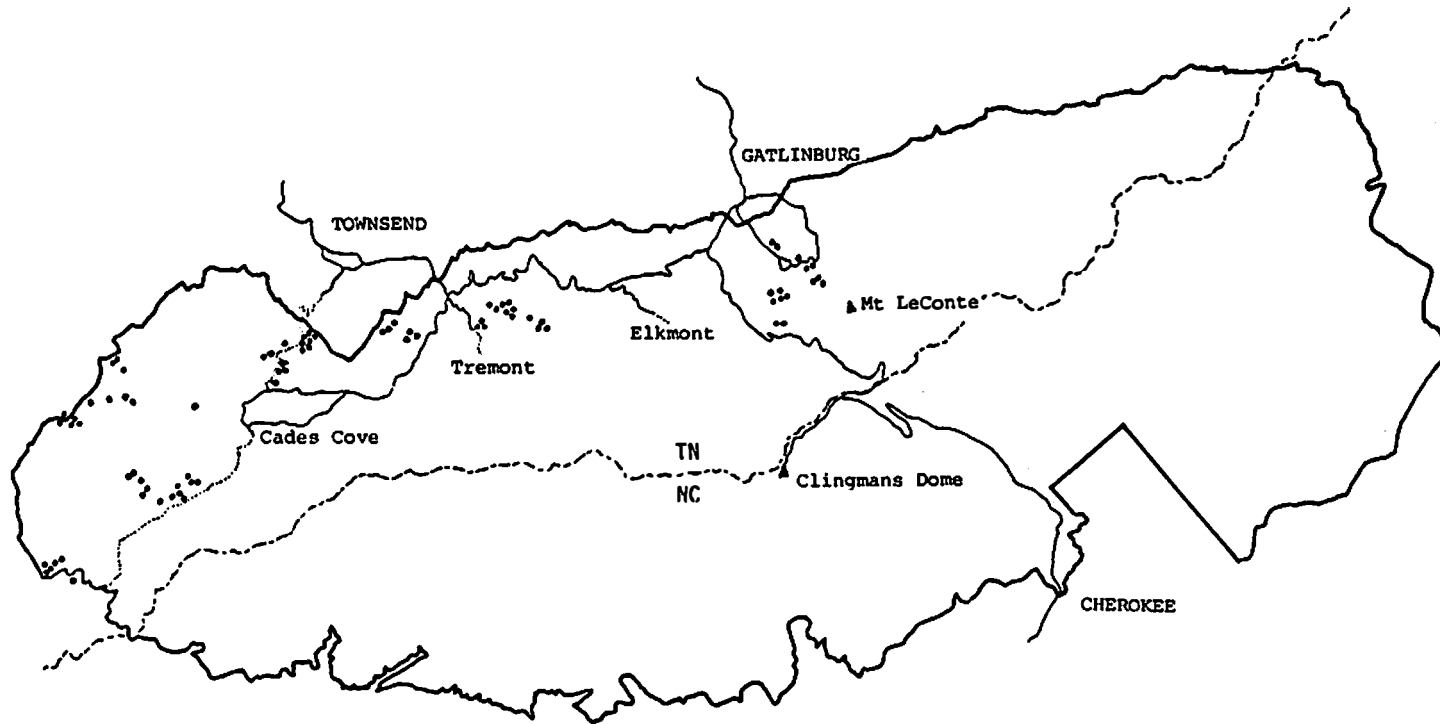 GATLINBURG
TOWNSEND
Mt LeConte
Elkmont
Tremont
Cades Cove
TN
NC
Clingmans Dome
CHEROKEE